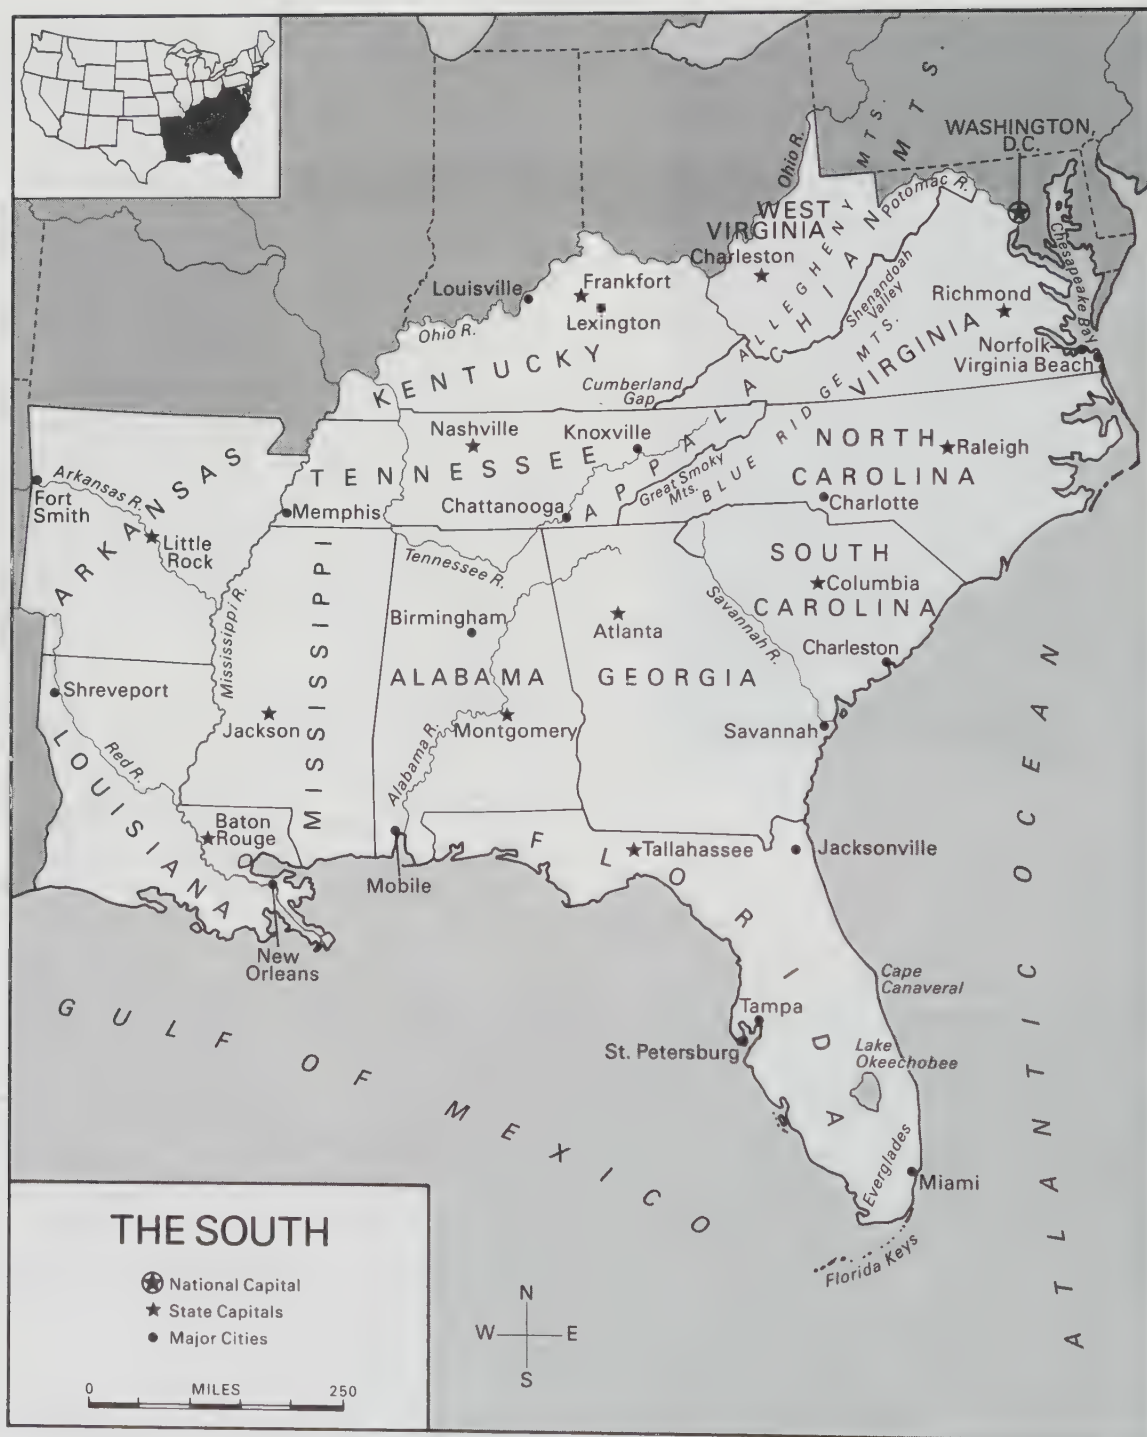 WASHINGTON,
D.C.
MTS.
MTS.
Ohio R.
Potomac R.
WEST
VIRGINIA
Charleston
ALLEGHENY
APPALACHIAN
Shenandoah
Valley
Chesapeake Bay
Richmond
VIRGINIA
Norfolk
Virginia Beach
Louisville
Frankfort
Lexington
Ohio R.
KENTUCKY
Cumberland
Gap
BLUE RIDGE MTS.
Nashville
Knoxville
TENNESSEE
Great Smoky
Mts.
Chattanooga
Memphis
NORTH
CAROLINA
Raleigh
Charlotte
Arkansas R.
Fort
Smith
ARKANSAS
Little
Rock
Mississippi R.
MISSISSIPPI
Jackson
Tennessee R.
Birmingham
ALABAMA
Montgomery
Alabama R.
Mobile
Atlanta
GEORGIA
Savannah R.
Savannah
SOUTH
CAROLINA
Columbia
Charleston
Shreveport
Red R.
LOUISIANA
Baton
Rouge
New
Orleans
FLORIDA
Tallahassee
Jacksonville
Cape
Canaveral
Tampa
St. Petersburg
Lake
Okeechobee
Everglades
Miami
Florida Keys
GULF OF MEXICO
ATLANTIC OCEAN
THE SOUTH
National Capital
State Capitals
Major Cities
0 MILES 250
N
W E
S